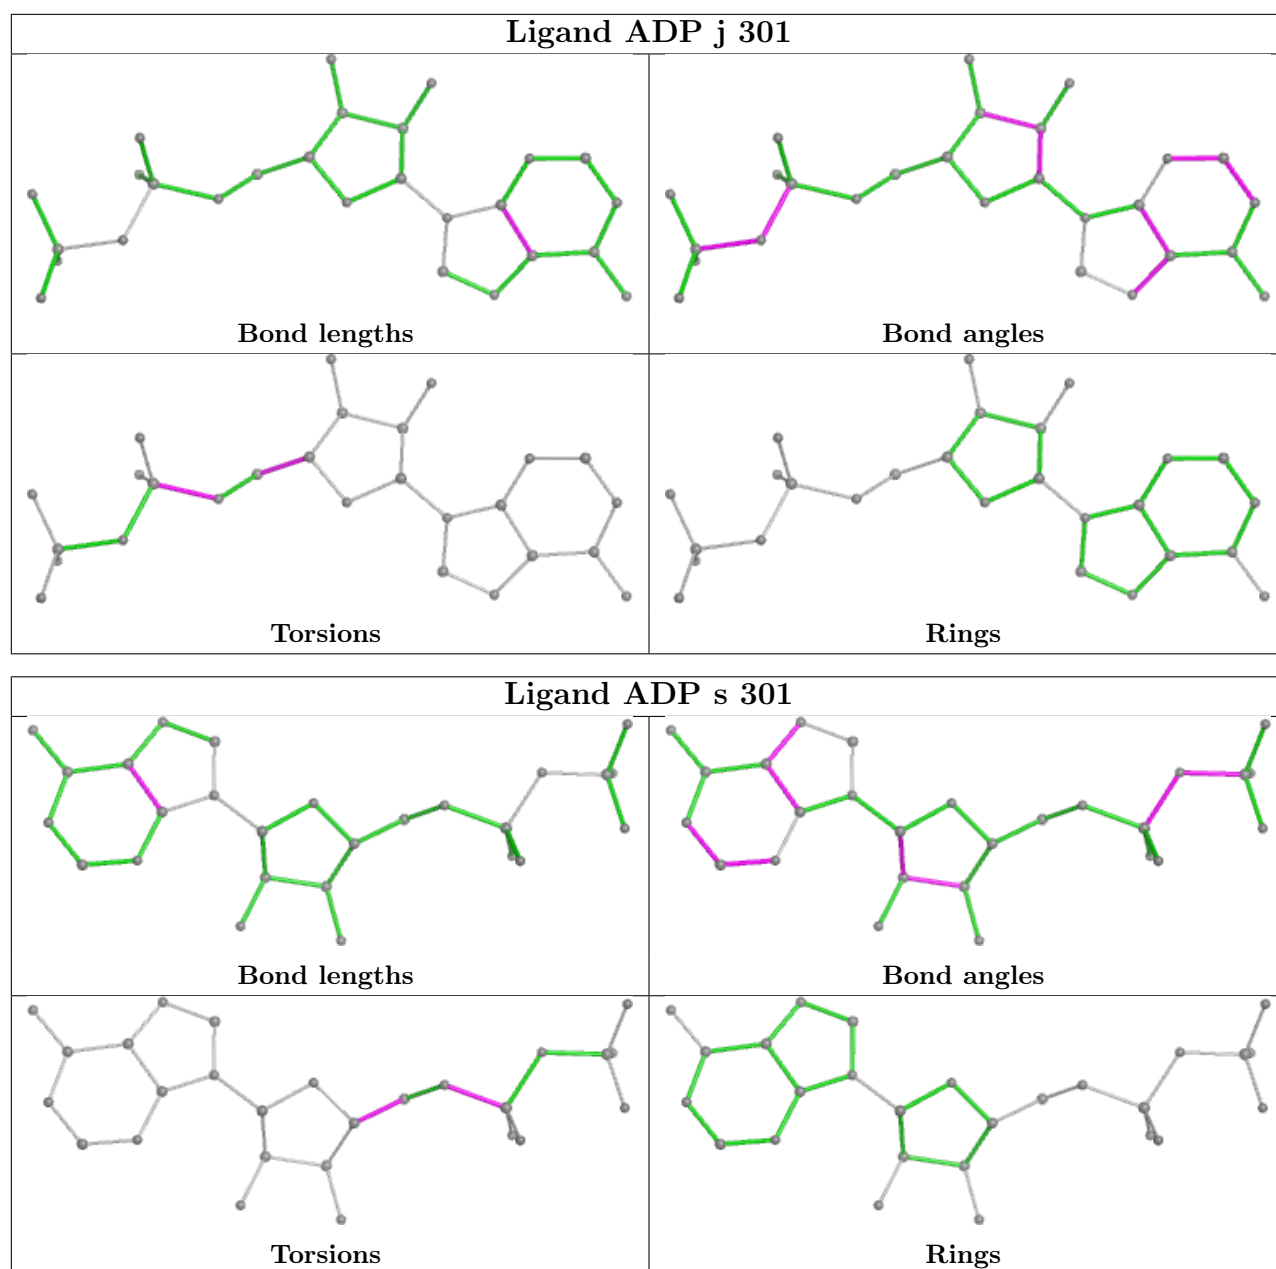 Ligand ADP j 301
Bond lengths
Bond angles
Torsions
Rings
Ligand ADP s 301
Bond lengths
Bond angles
Torsions
Rings